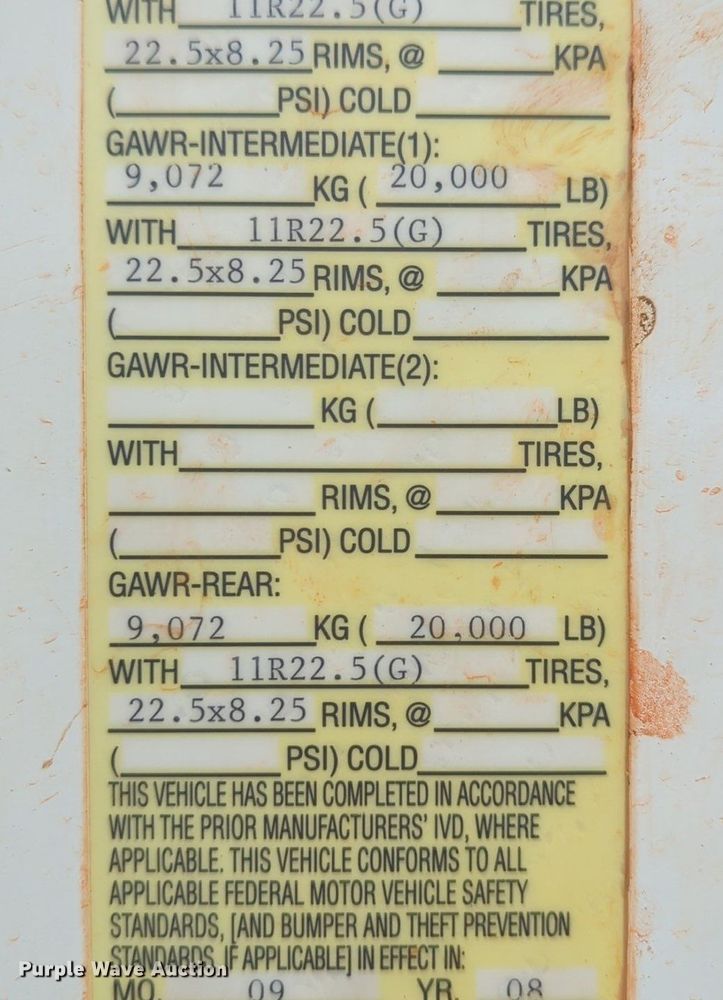 WITH 11R22.5(G) TIRES,
22.5x8.25 RIMS, @ KPA
( PSI) COLD
GAWR-INTERMEDIATE(1):
9,072 KG ( 20,000 LB)
WITH 11R22.5(G) TIRES,
22.5x8.25 RIMS, @ KPA
( PSI) COLD
GAWR-INTERMEDIATE(2):
KG ( LB)
WITH TIRES,
RIMS, @ KPA
( PSI) COLD
GAWR-REAR:
9,072 KG ( 20,000 LB)
WITH 11R22.5(G) TIRES,
22.5x8.25 RIMS, @ KPA
( PSI) COLD
THIS VEHICLE HAS BEEN COMPLETED IN ACCORDANCE
WITH THE PRIOR MANUFACTURERS' IVD, WHERE
APPLICABLE. THIS VEHICLE CONFORMS TO ALL
APPLICABLE FEDERAL MOTOR VEHICLE SAFETY
STANDARDS, [AND BUMPER AND THEFT PREVENTION
STANDARDS, IF APPLICABLE] IN EFFECT IN:
Purple Wave Auction
MO. 09 YR. 08